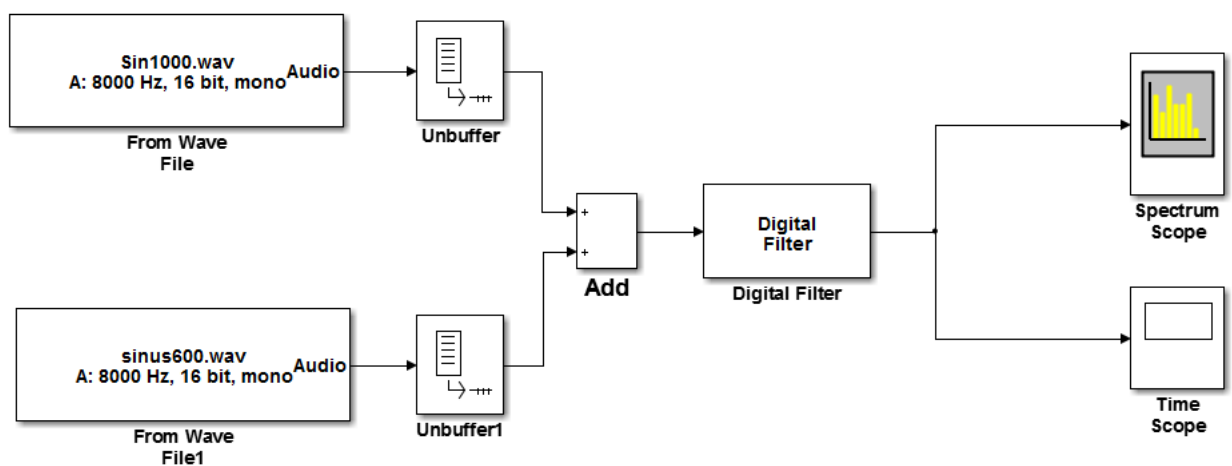 Sin1000.wav
A: 8000 Hz, 16 bit, mono
Audio
From Wave
File
Unbuffer
+
+
Add
Digital
Filter
Digital Filter
Spectrum
Scope
sinus600.wav
A: 8000 Hz, 16 bit, mono
Audio
From Wave
File1
Unbuffer1
Time
Scope